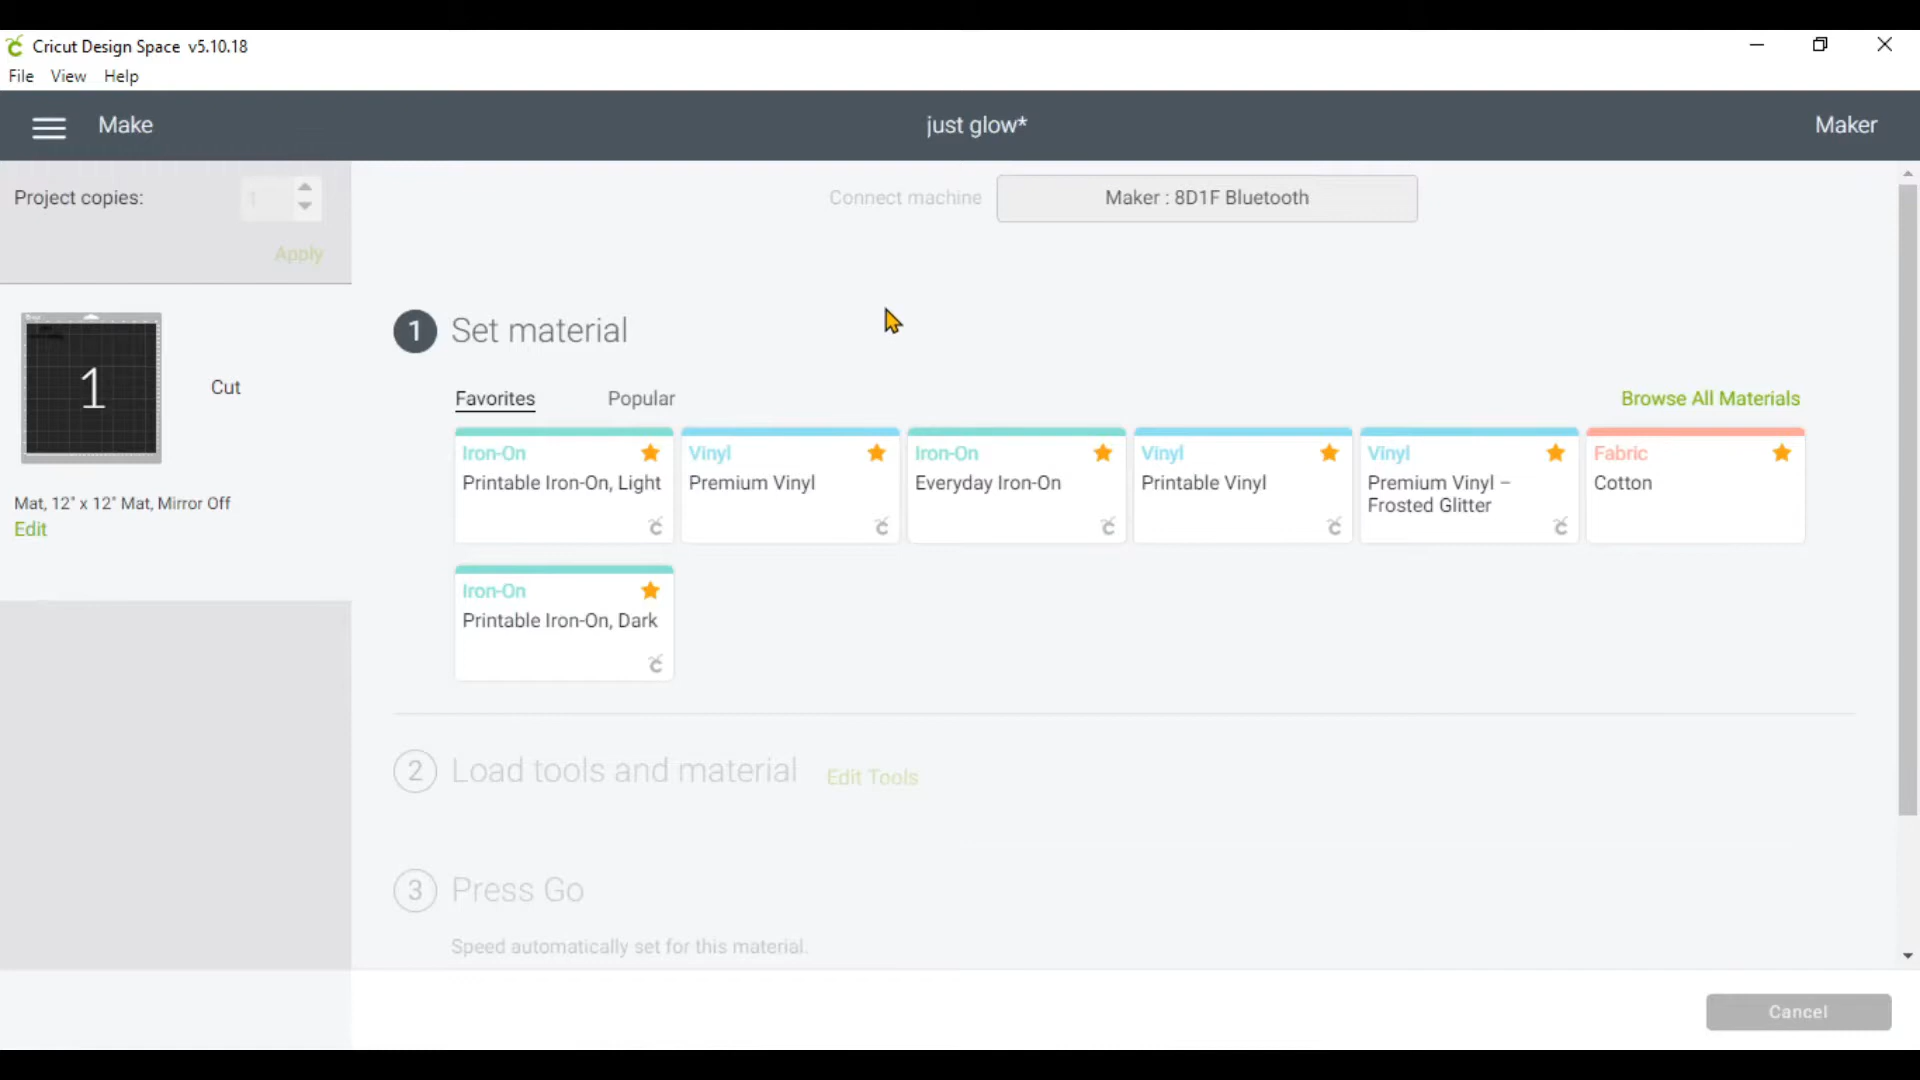 Cricut Design Space v5.10.18
File View Help
Make
just glow*
Maker
Project copies:
1
Apply
Connect machine
Maker : 8D1F Bluetooth
1
Cut
Mat, 12" x 12" Mat, Mirror Off
Edit
1 Set material
Favorites
Popular
Browse All Materials
Iron-On
Printable Iron-On, Light
Vinyl
Premium Vinyl
Iron-On
Everyday Iron-On
Vinyl
Printable Vinyl
Vinyl
Premium Vinyl –
Frosted Glitter
Fabric
Cotton
Iron-On
Printable Iron-On, Dark
2 Load tools and material
Edit Tools
3 Press Go
Speed automatically set for this material.
Cancel